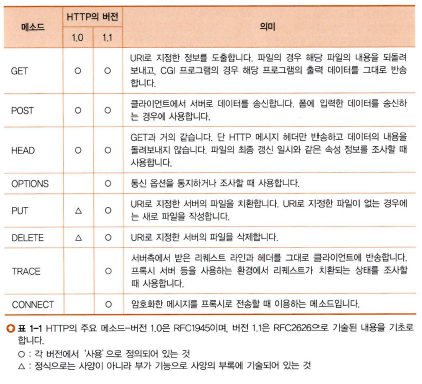 메소드 HTTP의 버전 의미
1.0 1.1
GET ○ ○ URI로 지정한 정보를 도출합니다. 파일의 경우 해당 파일의 내용을 되돌려
보내고, CGI 프로그램의 경우 해당 프로그램의 출력 데이터를 그대로 반송
합니다.
POST ○ ○ 클라이언트에서 서버로 데이터를 송신합니다. 폼에 입력한 데이터를 송신하
는 경우에 사용합니다.
HEAD ○ ○ GET과 거의 같습니다. 단 HTTP 메시지 헤더만 반송하고 데이터의 내용을
돌려보내지 않습니다. 파일의 최종 갱신 일시와 같은 속성 정보를 조사할 때
사용합니다.
OPTIONS ○ 통신 옵션을 통지하거나 조사할 때 사용합니다.
PUT △ ○ URI로 지정한 서버의 파일을 치환합니다. URI로 지정한 파일이 없는 경우에
는 새로 파일을 작성합니다.
DELETE △ ○ URI로 지정한 서버의 파일을 삭제합니다.
TRACE ○ 서버측에서 받은 리퀘스트 라인과 헤더를 그대로 클라이언트에 반송합니다.
프록시 서버 등을 사용하는 환경에서 리퀘스트가 치환되는 상태를 조사할
때 사용합니다.
CONNECT ○ 암호화한 메시지를 프록시로 전송할 때 이용하는 메소드입니다.
표 1-1 HTTP의 주요 메소드-버전 1.0은 RFC1945이며, 버전 1.1은 RFC2626으로 기술된 내용을 기초로
합니다.
○ : 각 버전에서 '사용'으로 정의되어 있는 것
△ : 정식으로는 사양이 아니라 부가 기능으로 사양의 부록에 기술되어 있는 것